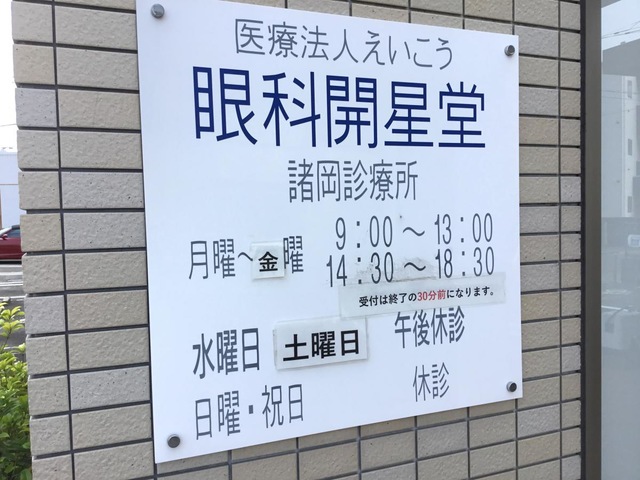 医療法人えいこう
眼科開星堂
諸岡診療所
月曜～金曜 9:00～13:00
14:30～18:30
受付は終了の30分前になります。
水曜日 土曜日 午後休診
日曜・祝日 休診